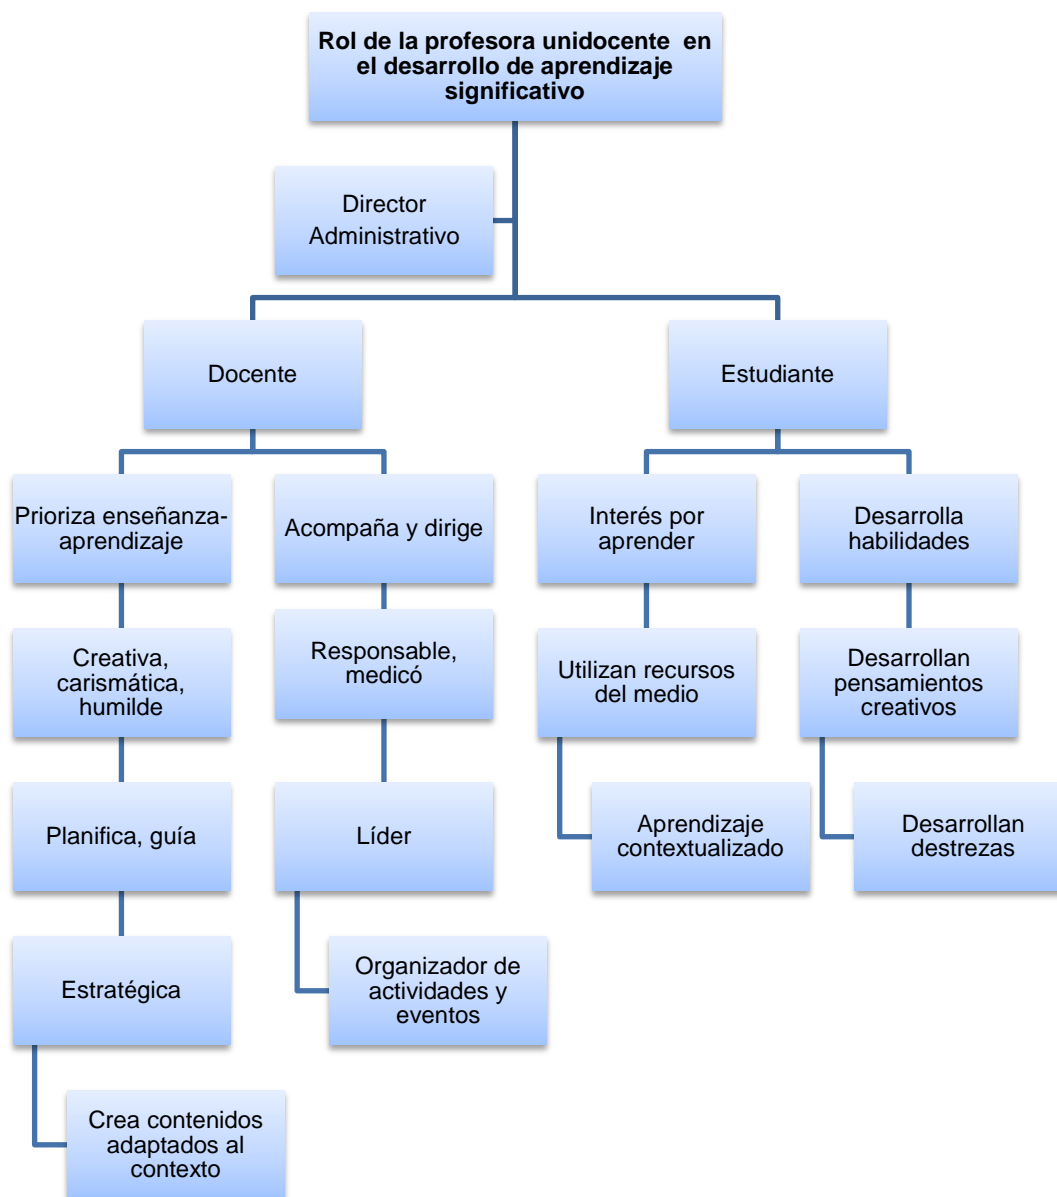 Rol de la profesora unidocente en
el desarrollo de aprendizaje
significativo
Director
Administrativo
Docente
Estudiante
Prioriza enseñanza-
aprendizaje
Acompaña y dirige
Interés por
aprender
Desarrolla
habilidades
Creativa,
carismática,
humilde
Responsable,
medicó
Utilizan recursos
del medio
Desarrollan
pensamientos
creativos
Planifica, guía
Líder
Aprendizaje
contextualizado
Desarrollan
destrezas
Estratégica
Organizador de
actividades y
eventos
Crea contenidos
adaptados al
contexto